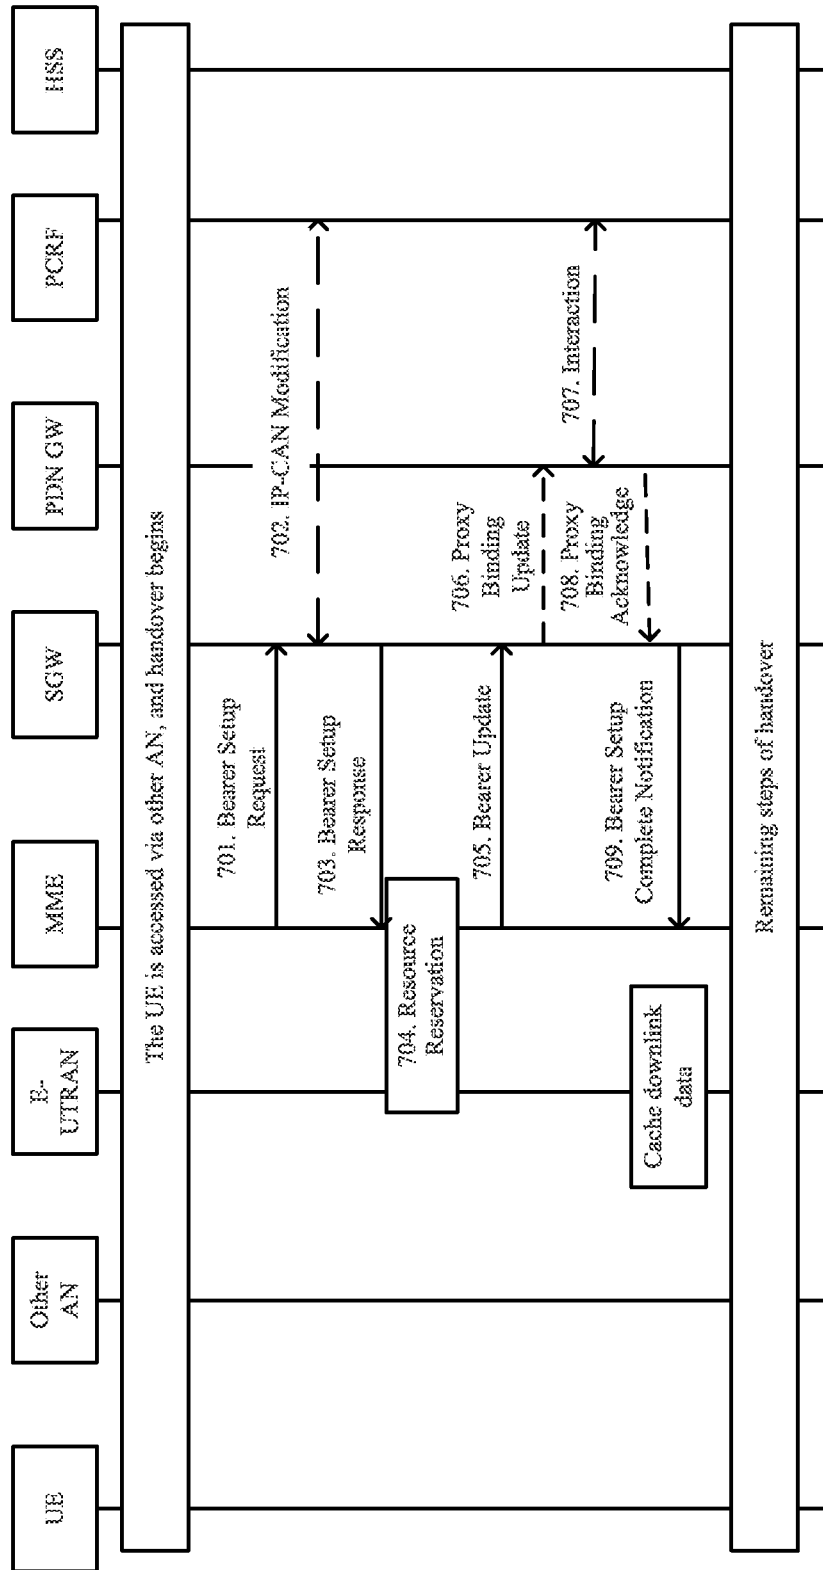 UE
Other
AN
E-
UTRAN
MME
SGW
PDN GW
PCRF
HSS
The UE is accessed via other AN, and handover begins
701. Bearer Setup
Request
702. IP-CAN Modification
703. Bearer Setup
Response
704. Resource
Reservation
705. Bearer Update
706. Proxy
Binding
Update
707. Interaction
708. Proxy
Binding
Acknowledge
709. Bearer Setup
Complete Notification
Cache downlink
data
Remaining steps of handover